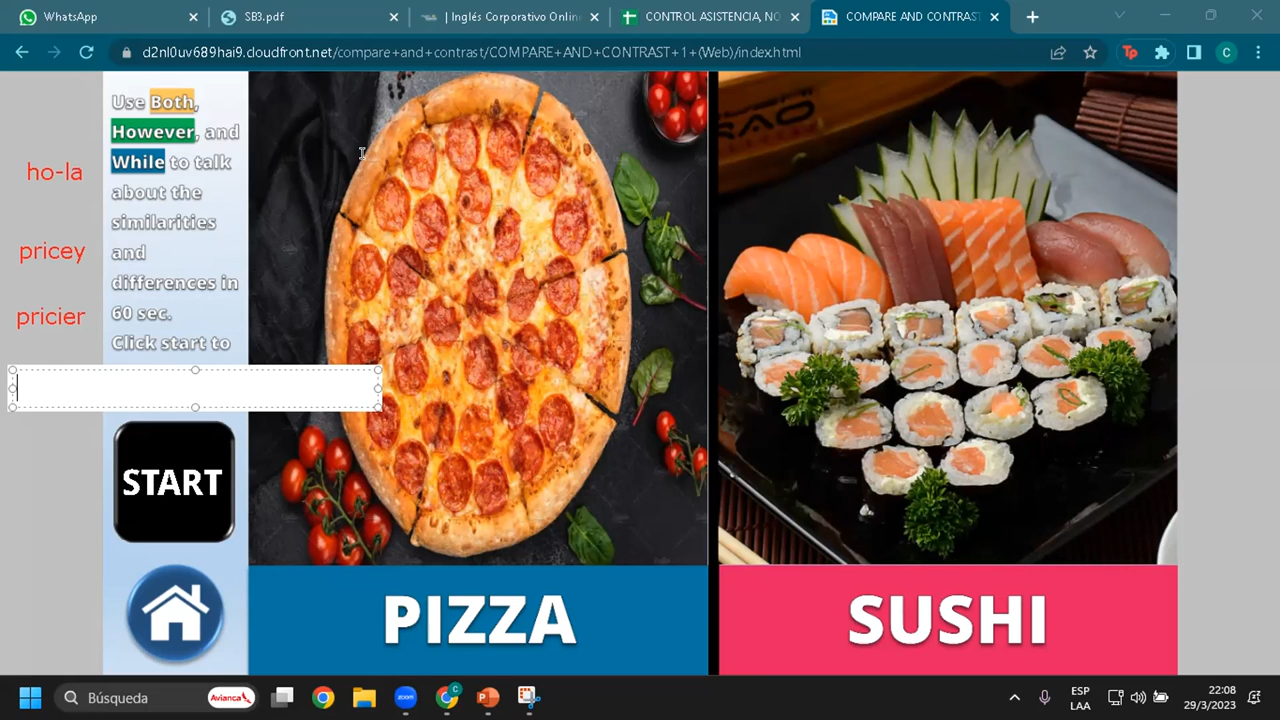 WhatsApp
SB3.pdf
| Inglés Corporativo Onlin
CONTROL ASISTENCIA, NO
COMPARE AND CONTRAST
d2nl0uv689hai9.cloudfront.net/compare+and+contrast/COMPARE+AND+CONTRAST+1+(Web)/index.html
C
Use Both,
However, and
While to talk
about the
similarities
and
differences in
60 sec.
Click start to
ho-la
pricey
pricier
START
PIZZA
SUSHI
Búsqueda
Avianca
ESP
LAA
22:08
29/3/2023